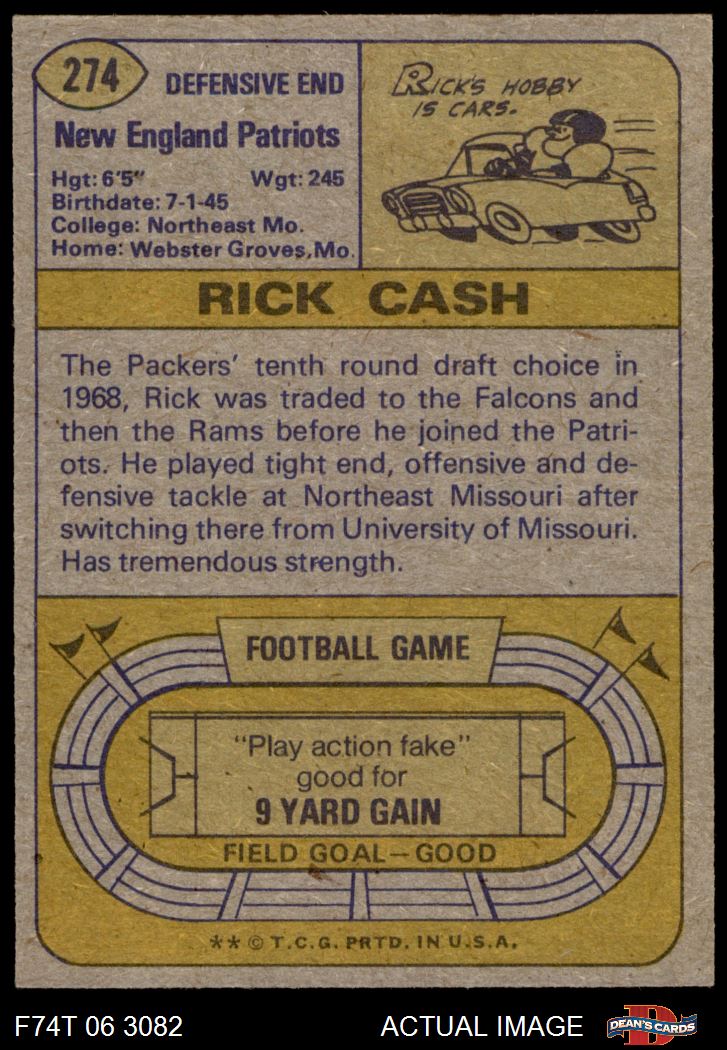 274
DEFENSIVE END
New England Patriots
Hgt: 6'5" Wgt: 245
Birthdate: 7-1-45
College: Northeast Mo.
Home: Webster Groves, Mo.
RICK'S HOBBY
IS CARS.
RICK CASH
The Packers' tenth round draft choice in
1968, Rick was traded to the Falcons and
then the Rams before he joined the Patri-
ots. He played tight end, offensive and de-
fensive tackle at Northeast Missouri after
switching there from University of Missouri.
Has tremendous strength.
FOOTBALL GAME
"Play action fake"
good for
9 YARD GAIN
FIELD GOAL—GOOD
** © T.C.G. PRTD. IN U.S.A.
F74T 06 3082
ACTUAL IMAGE
D
DEAN'S CARDS